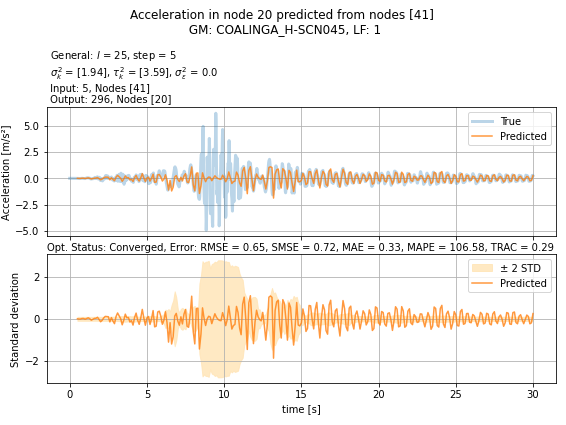 Acceleration in node 20 predicted from nodes [41]
GM: COALINGA_H-SCN045, LF: 1
General: l = 25, step = 5
σ²ₖ = [1.94], τ²ₖ = [3.59], σ²ε = 0.0
Input: 5, Nodes [41]
Output: 296, Nodes [20]
Acceleration [m/s²]
5.0
2.5
0.0
−2.5
−5.0
True
Predicted
Opt. Status: Converged, Error: RMSE = 0.65, SMSE = 0.72, MAE = 0.33, MAPE = 106.58, TRAC = 0.29
Standard deviation
2
0
−2
± 2 STD
Predicted
0 5 10 15 20 25 30
time [s]